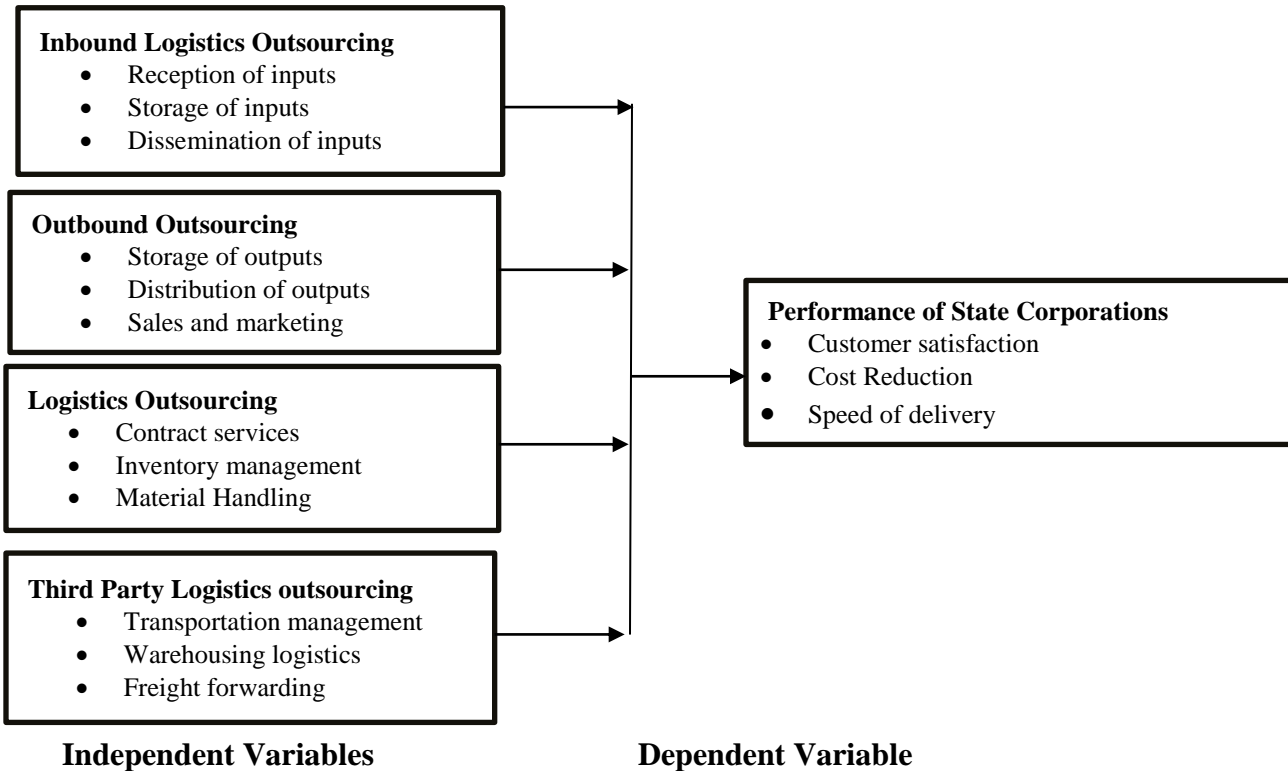 Inbound Logistics Outsourcing
• Reception of inputs
• Storage of inputs
• Dissemination of inputs
Outbound Outsourcing
• Storage of outputs
• Distribution of outputs
• Sales and marketing
Logistics Outsourcing
• Contract services
• Inventory management
• Material Handling
Third Party Logistics outsourcing
• Transportation management
• Warehousing logistics
• Freight forwarding
Performance of State Corporations
• Customer satisfaction
• Cost Reduction
• Speed of delivery
Independent Variables
Dependent Variable